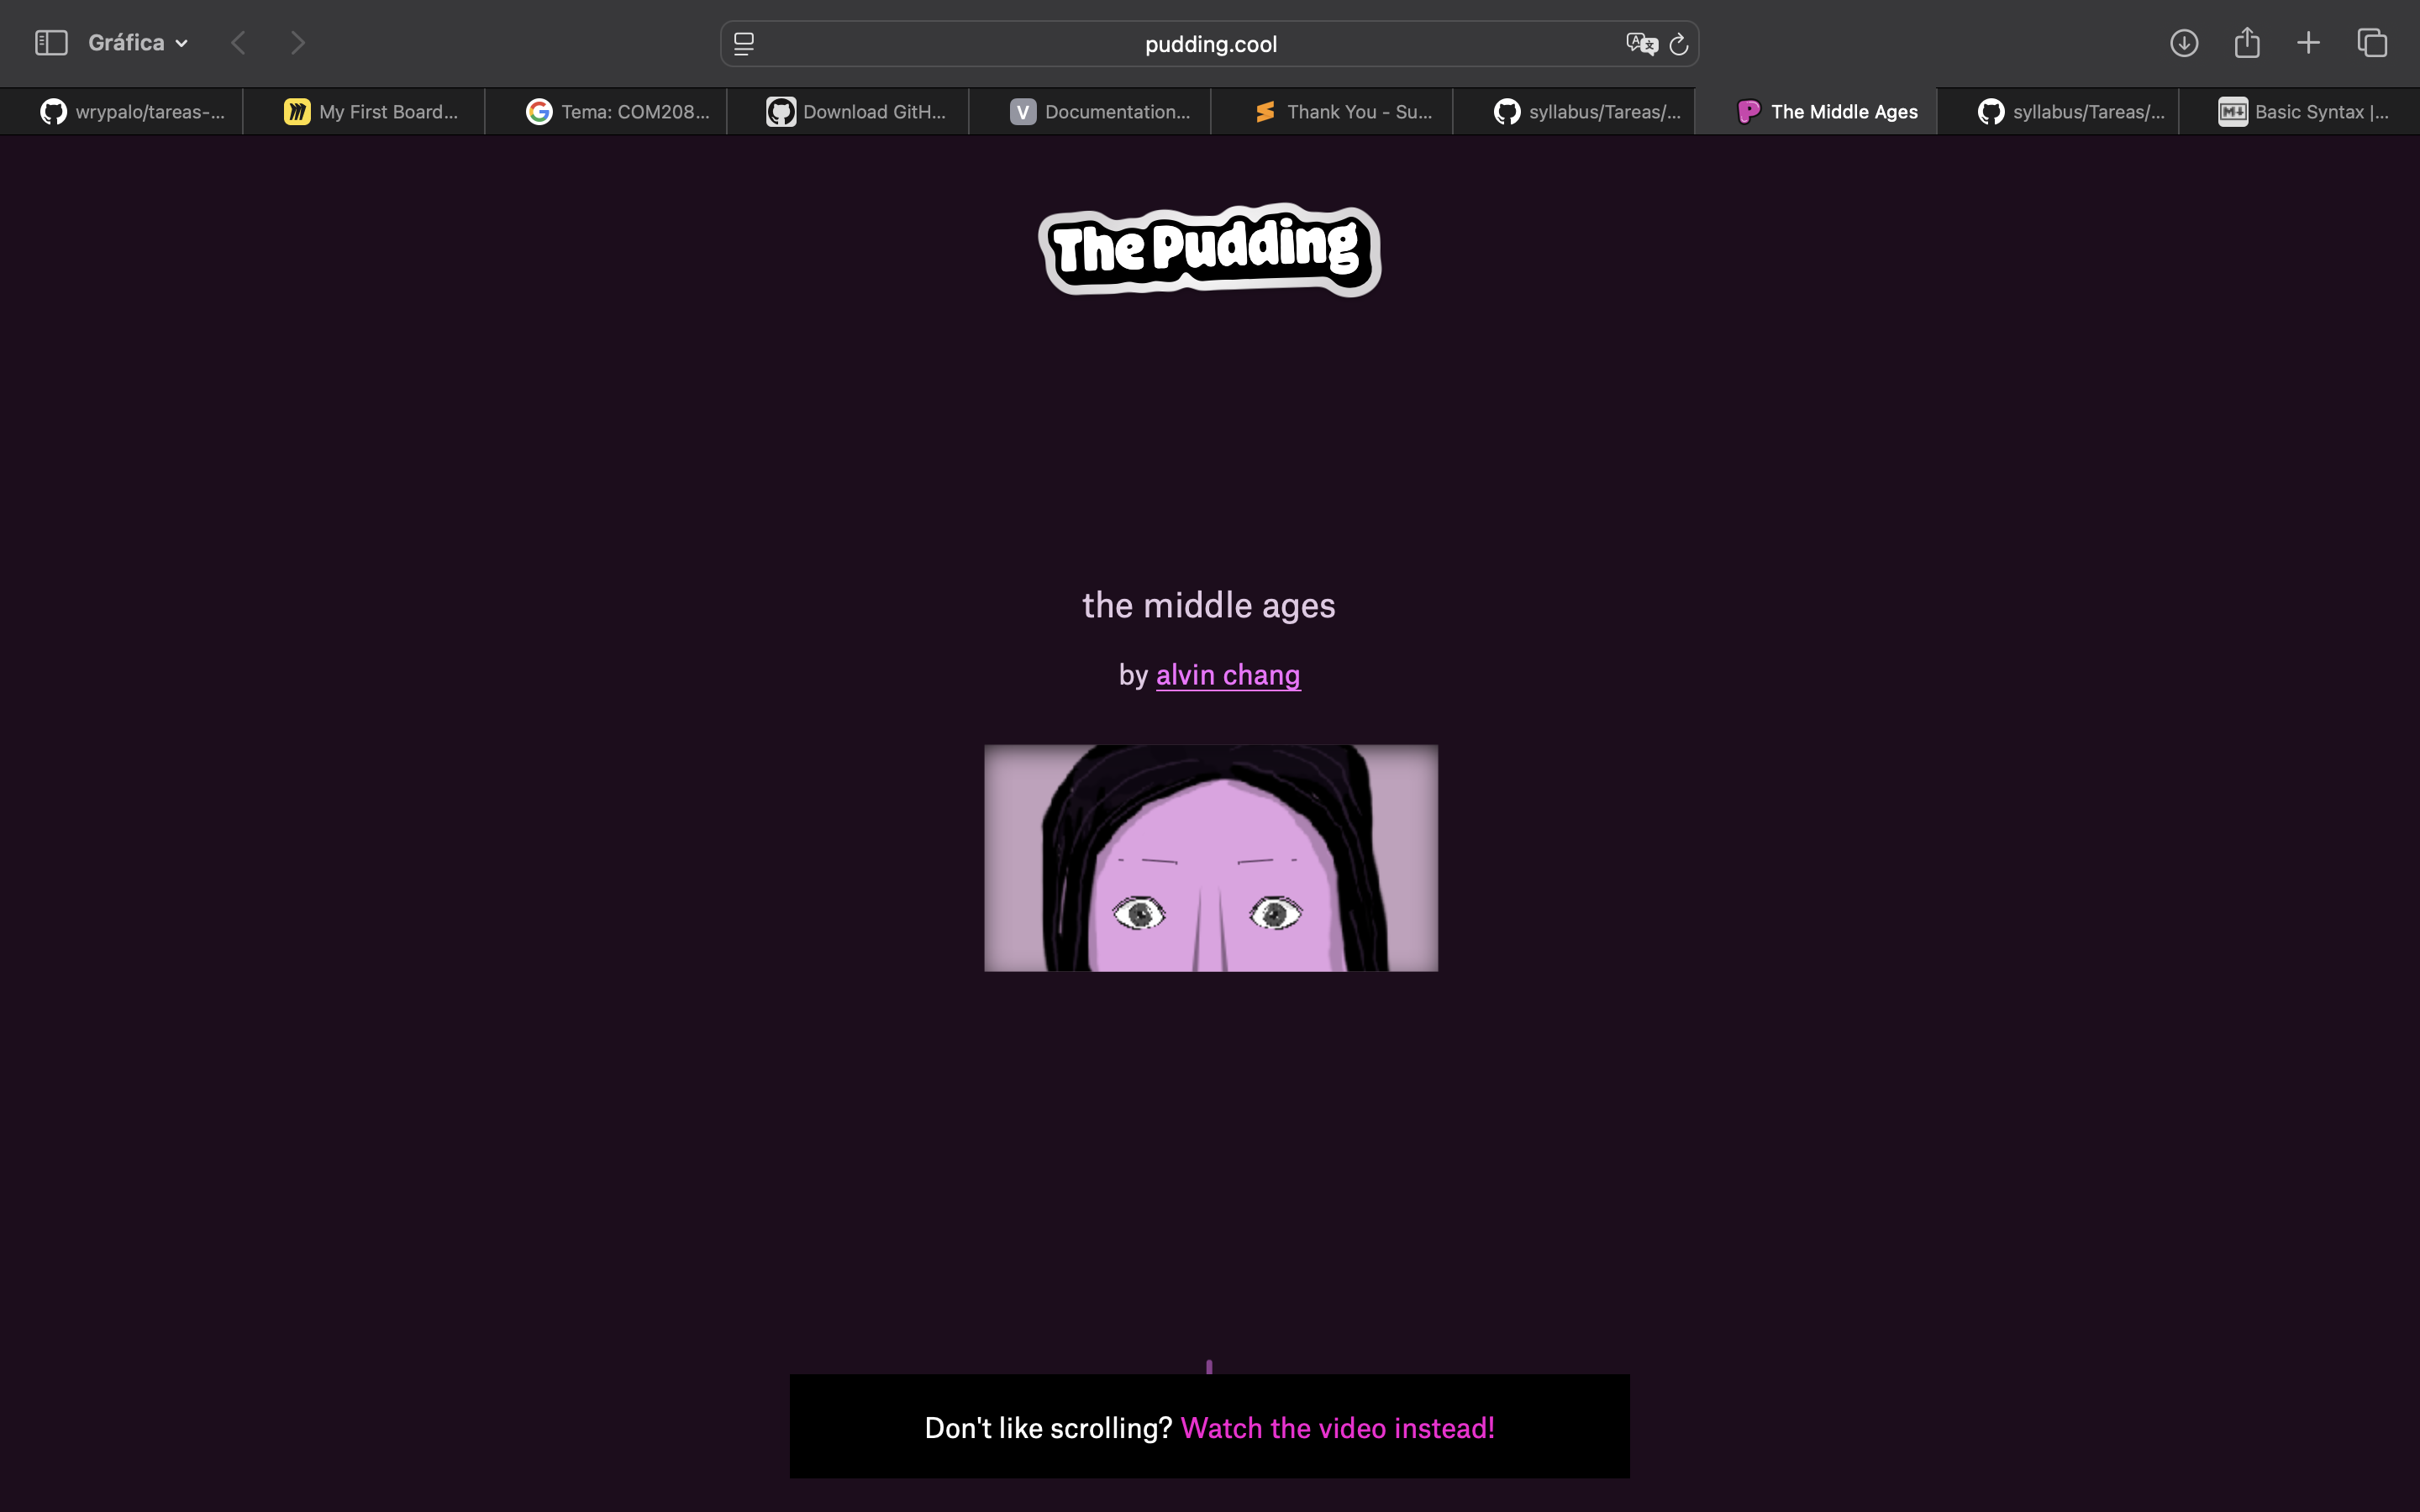 Gráfica
pudding.cool
wrypalo/tareas-...
My First Board...
Tema: COM208...
Download GitH...
Documentation...
Thank You - Su...
syllabus/Tareas/...
The Middle Ages
syllabus/Tareas/...
Basic Syntax |...
The Pudding
the middle ages
by alvin chang
Don't like scrolling? Watch the video instead!